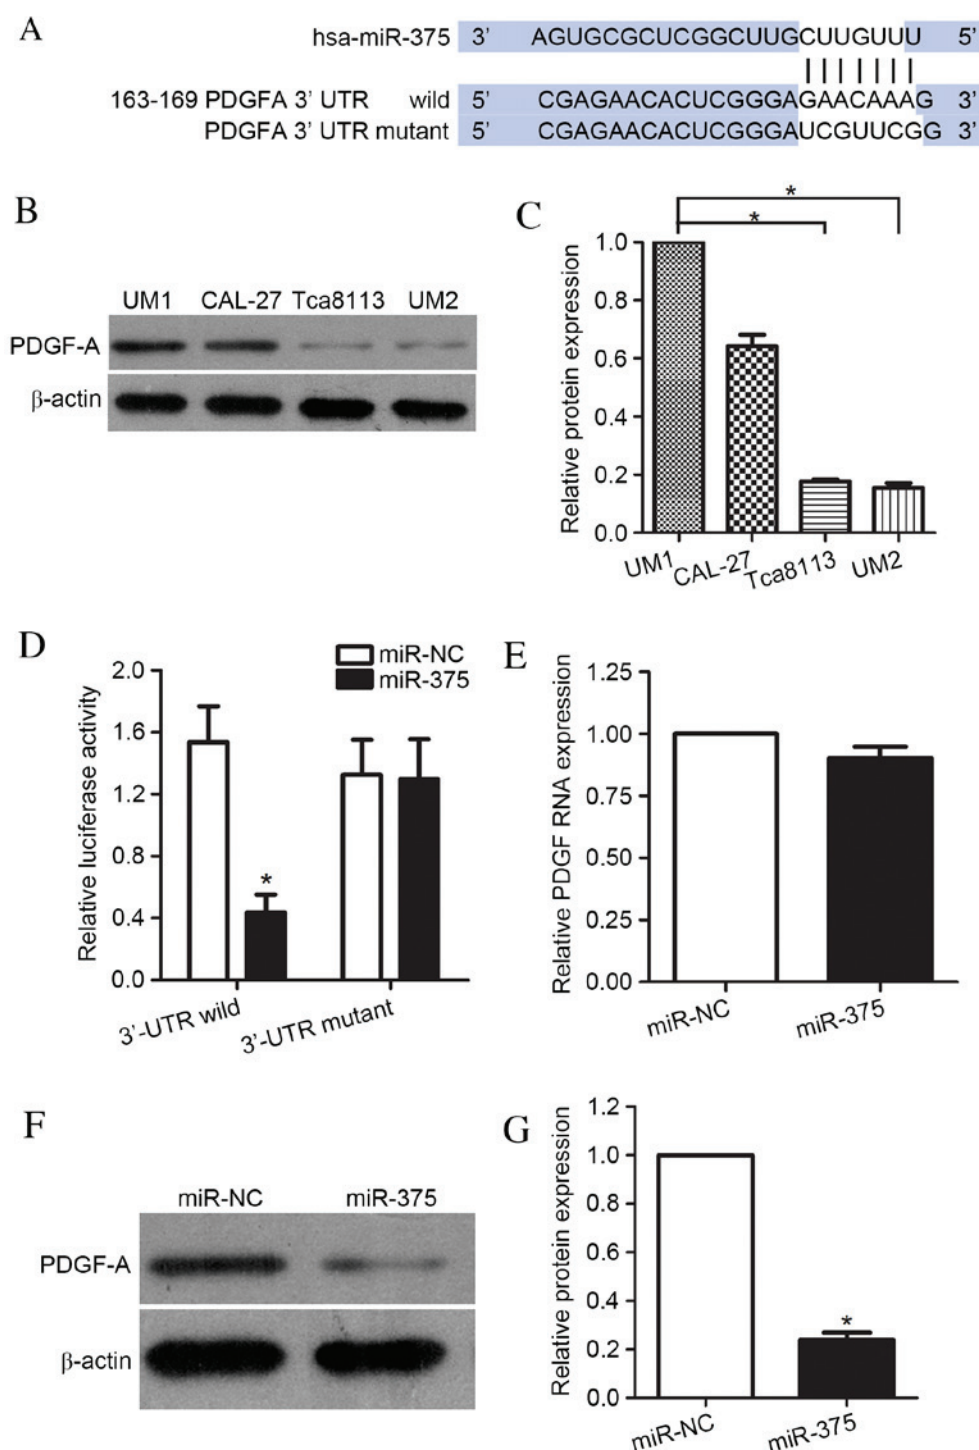 A
hsa-miR-375 3’ AGUGCGCUCGGCUUGCUUGUUU 5’
163-169 PDGFA 3’ UTR wild 5’ CGAGAACACUCGGGAGAACAAAG 3’
PDGFA 3’ UTR mutant 5’ CGAGAACACUCGGGAUCGUUCGG 3’
B
UM1 CAL-27 Tca8113 UM2
PDGF-A
β-actin
C
*
*
Relative protein expression
1.0
0.8
0.6
0.4
0.2
0.0
UM1
CAL-27
Tca8113
UM2
D
miR-NC
miR-375
Relative luciferase activity
2.0
1.6
1.2
0.8
0.4
0.0
*
3’-UTR wild
3’-UTR mutant
E
Relative PDGF RNA expression
1.25
1.00
0.75
0.50
0.25
0.00
miR-NC
miR-375
F
miR-NC miR-375
PDGF-A
β-actin
G
Relative protein expression
1.2
1.0
0.8
0.6
0.4
0.2
0.0
*
miR-NC
miR-375